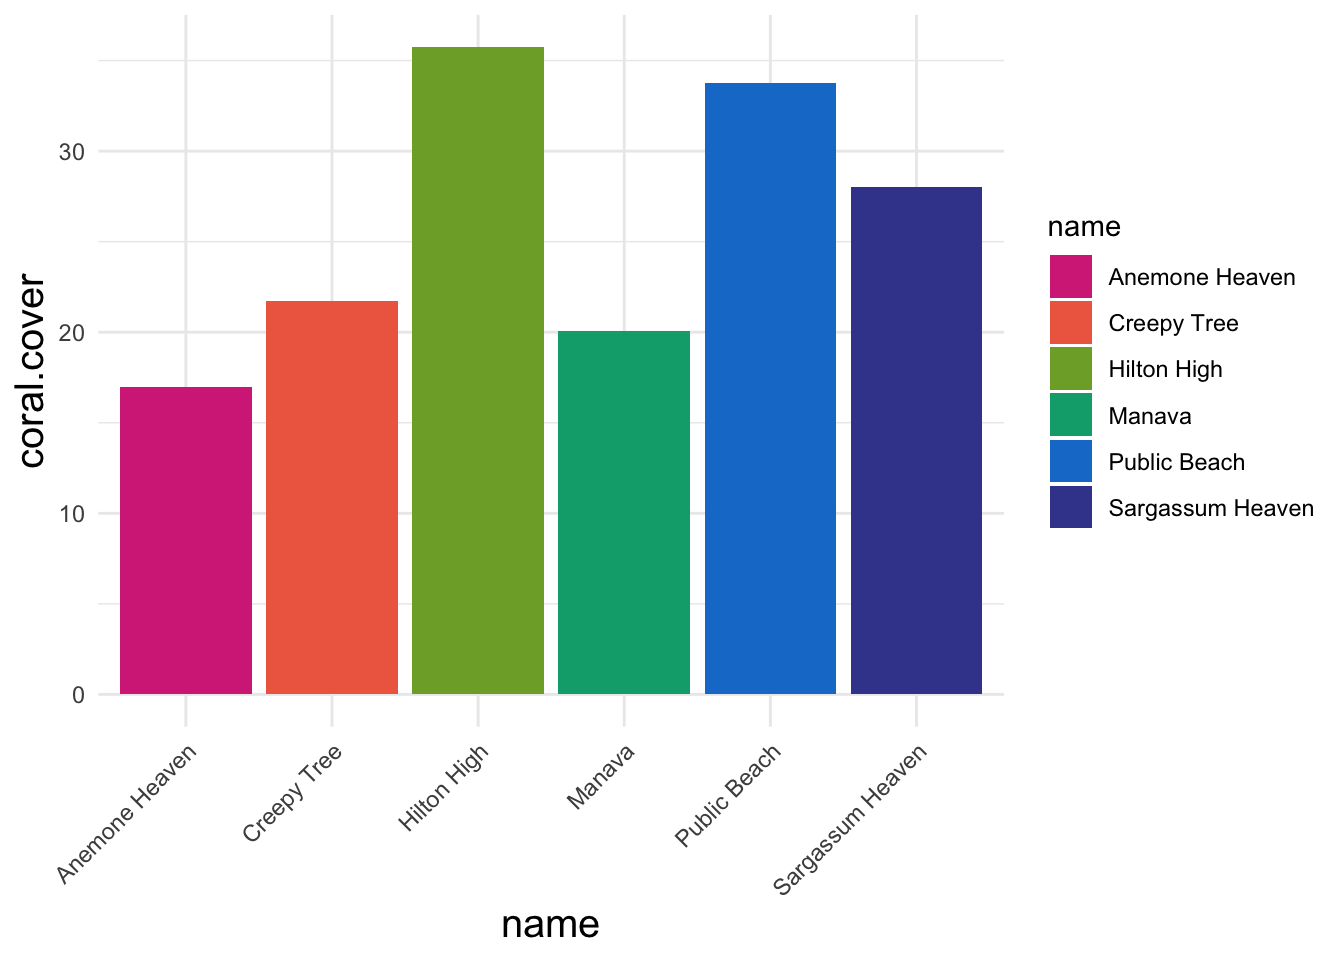 coral.cover
30
20
10
0
Anemone Heaven
Creepy Tree
Hilton High
Manava
Public Beach
Sargassum Heaven
name
name
Anemone Heaven
Creepy Tree
Hilton High
Manava
Public Beach
Sargassum Heaven